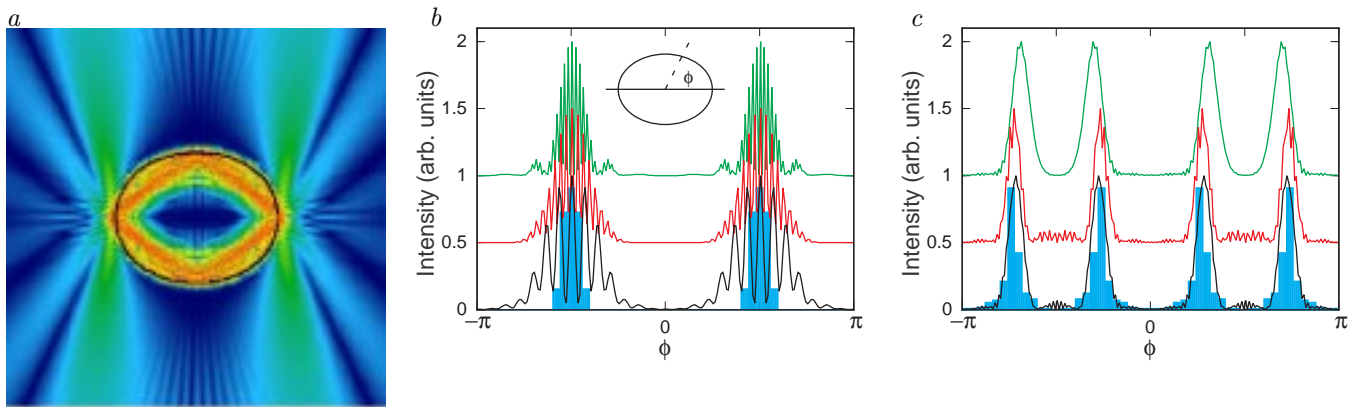 a
b
c
Intensity (arb. units)
2
1.5
1
0.5
0
ϕ
−π
0
π
ϕ
Intensity (arb. units)
2
1.5
1
0.5
0
−π
0
π
ϕ